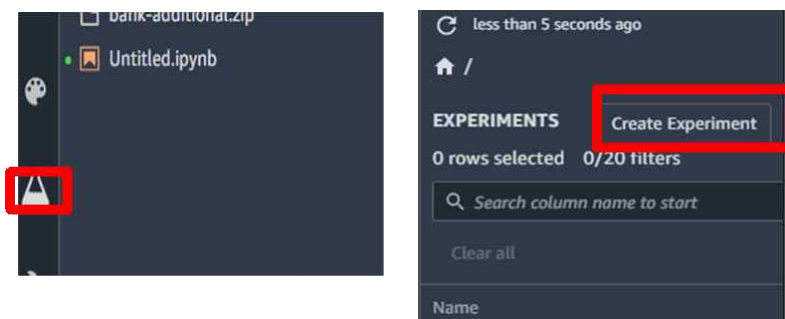 bank-additional.zip
Untitled.ipynb
less than 5 seconds ago
/
EXPERIMENTS Create Experiment
0 rows selected 0/20 filters
Search column name to start
Clear all
Name